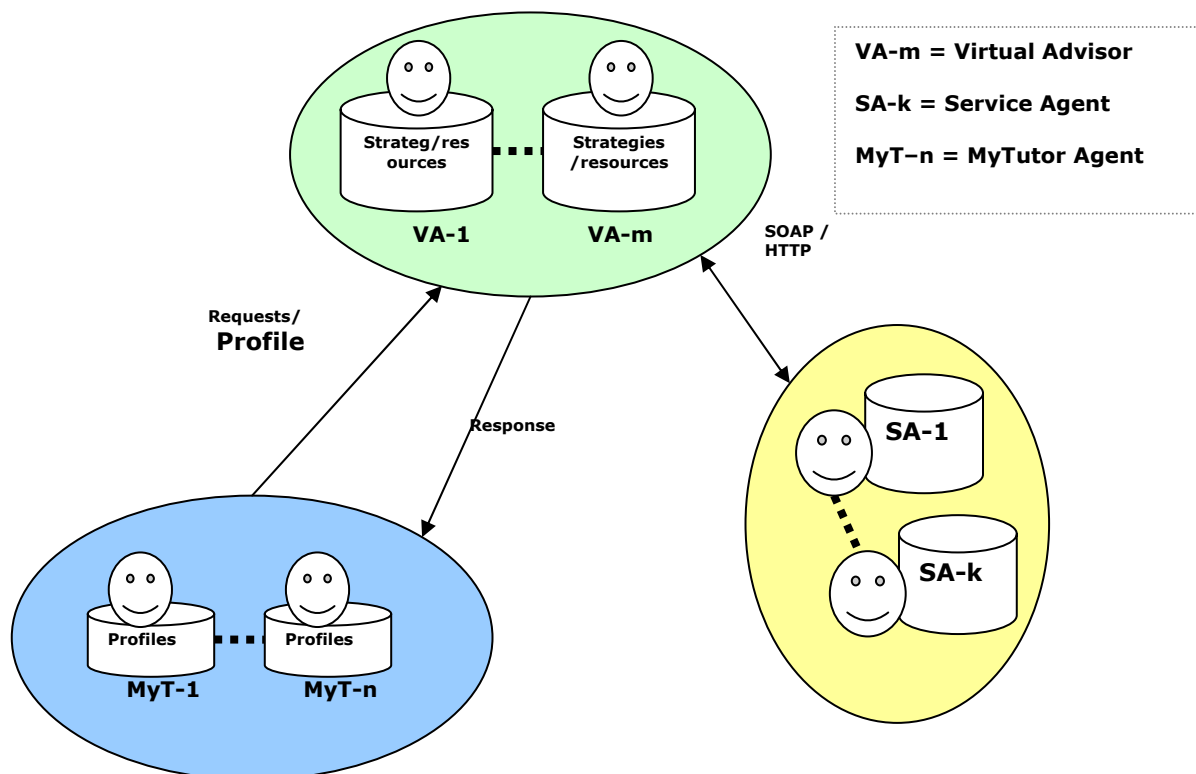 VA-m = Virtual Advisor
SA-k = Service Agent
MyT–n = MyTutor Agent
Strateg/res
ources
Strategies
/resources
VA-1
VA-m
SOAP /
HTTP
Requests/
Profile
Response
SA-1
SA-k
Profiles
Profiles
MyT-1
MyT-n